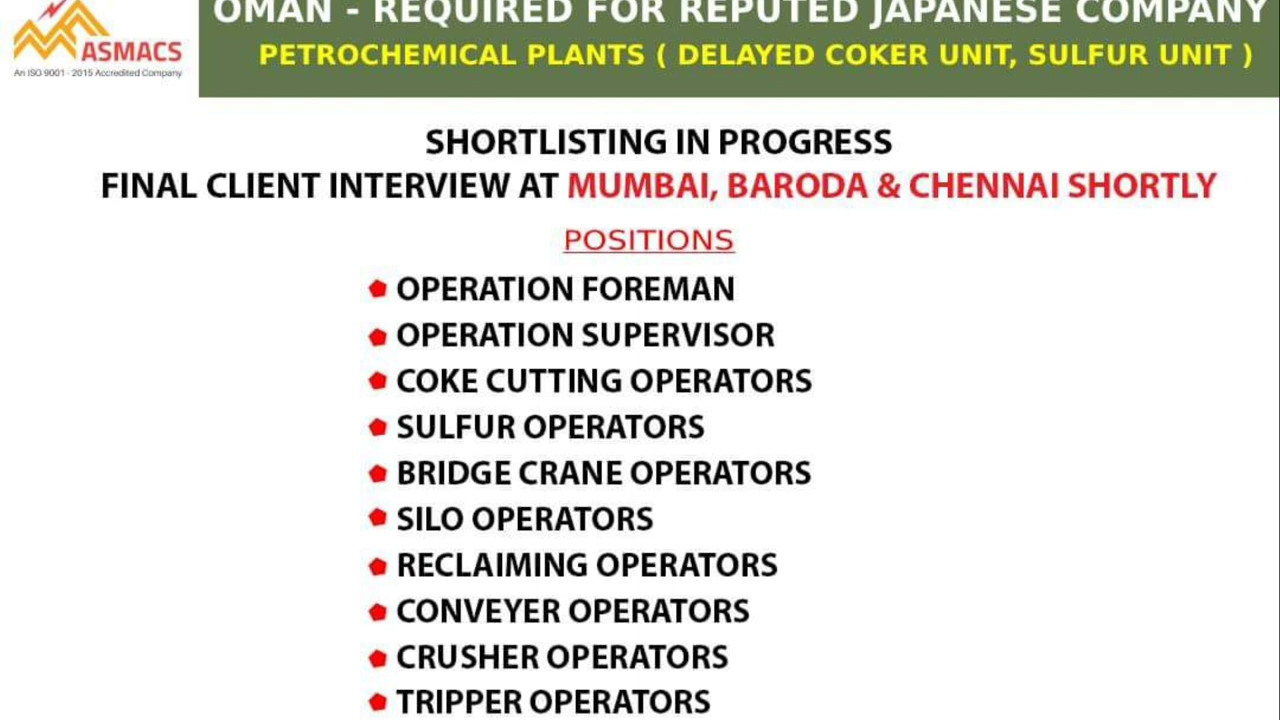 OMAN - REQUIRED FOR REPUTED JAPANESE COMPANY
ASMACS
An ISO 9001 - 2015 Accredited Company
PETROCHEMICAL PLANTS ( DELAYED COKER UNIT, SULFUR UNIT )
SHORTLISTING IN PROGRESS
FINAL CLIENT INTERVIEW AT MUMBAI, BARODA & CHENNAI SHORTLY
POSITIONS
OPERATION FOREMAN
OPERATION SUPERVISOR
COKE CUTTING OPERATORS
SULFUR OPERATORS
BRIDGE CRANE OPERATORS
SILO OPERATORS
RECLAIMING OPERATORS
CONVEYER OPERATORS
CRUSHER OPERATORS
TRIPPER OPERATORS